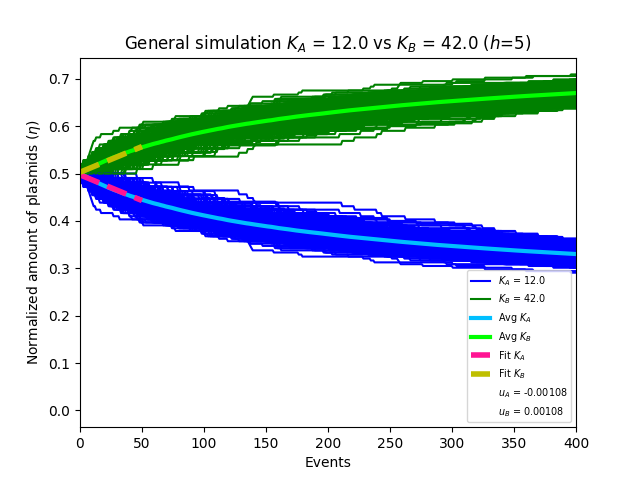 General simulation K_A = 12.0 vs K_B = 42.0 (h=5)
0.7
0.6
0.5
0.4
0.3
0.2
0.1
0.0
Normalized amount of plasmids (η)
K_A = 12.0
K_B = 42.0
Avg K_A
Avg K_B
Fit K_A
Fit K_B
u_A = -0.00108
u_B = 0.00108
0 50 100 150 200 250 300 350 400
Events